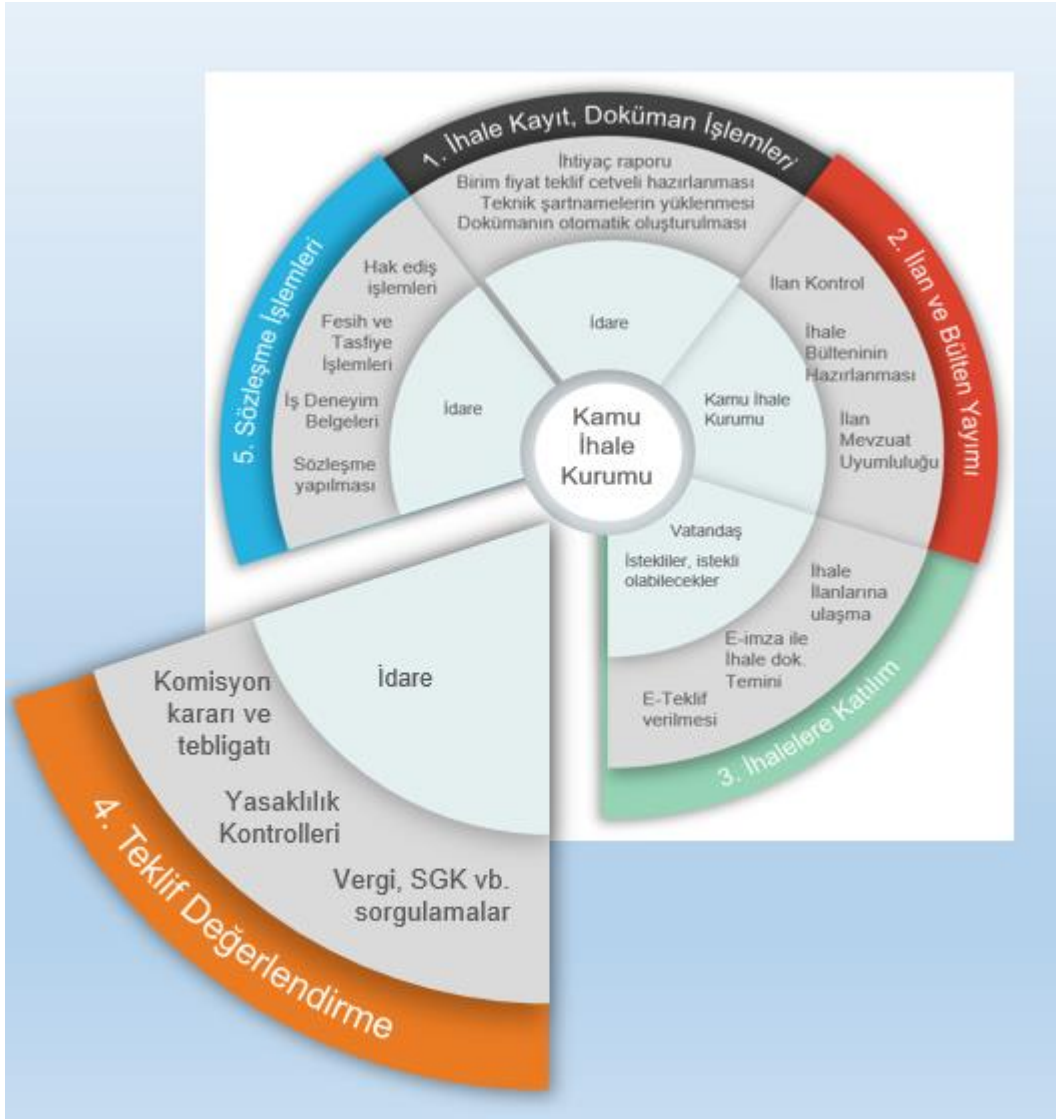 1. İhale Kayıt, Doküman İşlemleri
İhtiyaç raporu
Birim fiyat teklif cetveli hazırlanması
Teknik şartnamelerin yüklenmesi
Dokümanın otomatik oluşturulması
İdare
2. İlan ve Bülten Yayımı
İlan Kontrol
İhale
Bülteninin
Hazırlanması
İlan
Mevzuat
Uyumluluğu
Kamu İhale
Kurumu
3. İhalelere Katılım
İhale
İlanlarına
ulaşma
E-imza ile
İhale dok.
Temini
E-Teklif
verilmesi
Vatandaş
İstekliler, istekli
olabilecekler
4. Teklif Değerlendirme
Komisyon
kararı ve
tebligatı
Yasaklılık
Kontrolleri
Vergi, SGK vb.
sorgulamalar
İdare
5. Sözleşme İşlemleri
Hak ediş
işlemleri
Fesih ve
Tasfiye
İşlemleri
İş Deneyim
Belgeleri
Sözleşme
yapılması
İdare
Kamu
İhale
Kurumu